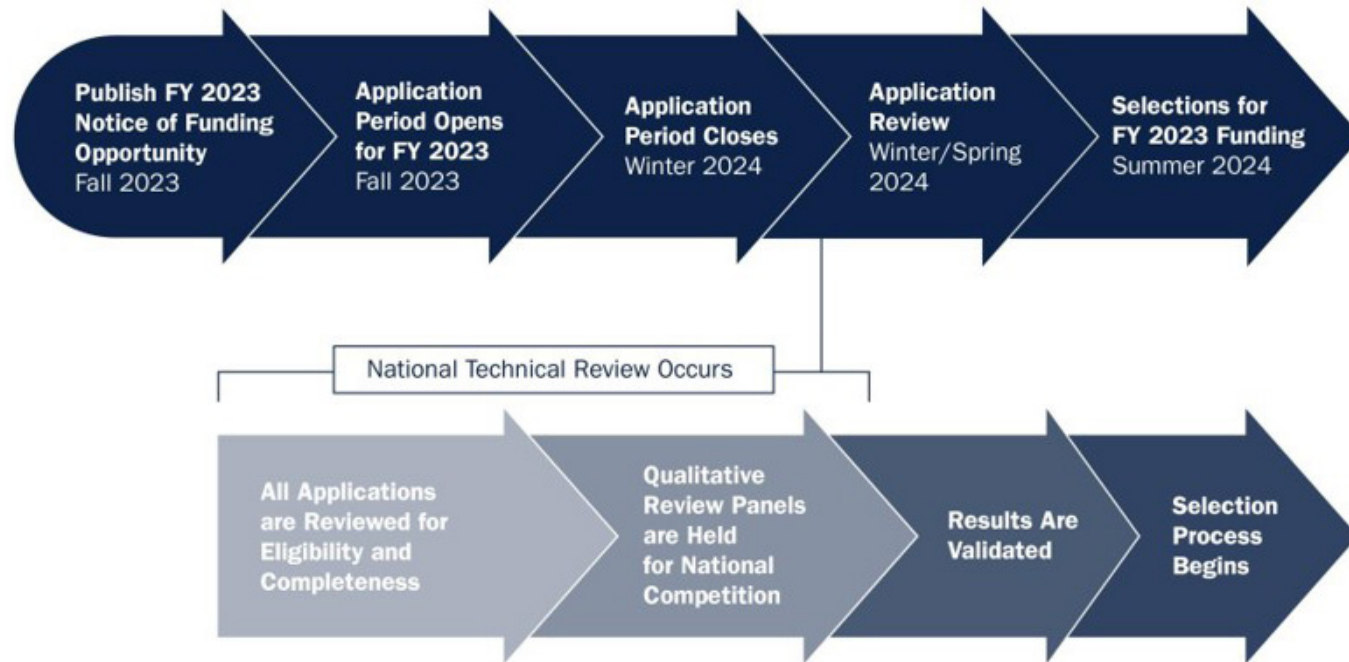 Publish FY 2023
Notice of Funding
Opportunity
Fall 2023
Application
Period Opens
for FY 2023
Fall 2023
Application
Period Closes
Winter 2024
Application
Review
Winter/Spring
2024
Selections for
FY 2023 Funding
Summer 2024
National Technical Review Occurs
All Applications
are Reviewed for
Eligibility and
Completeness
Qualitative
Review Panels
are Held
for National
Competition
Results Are
Validated
Selection
Process
Begins